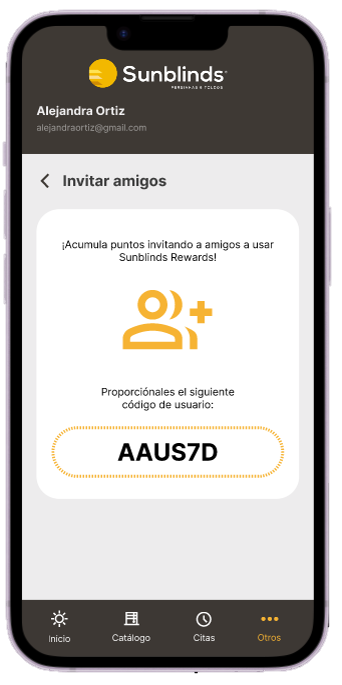 Sunblinds
PERSIANAS & TOLDOS
Alejandra Ortiz
alejandraortiz@gmail.com
Invitar amigos
¡Acumula puntos invitando a amigos a usar
Sunblinds Rewards!
Proporciónales el siguiente
código de usuario:
AAUS7D
Inicio
Catálogo
Citas
Otros